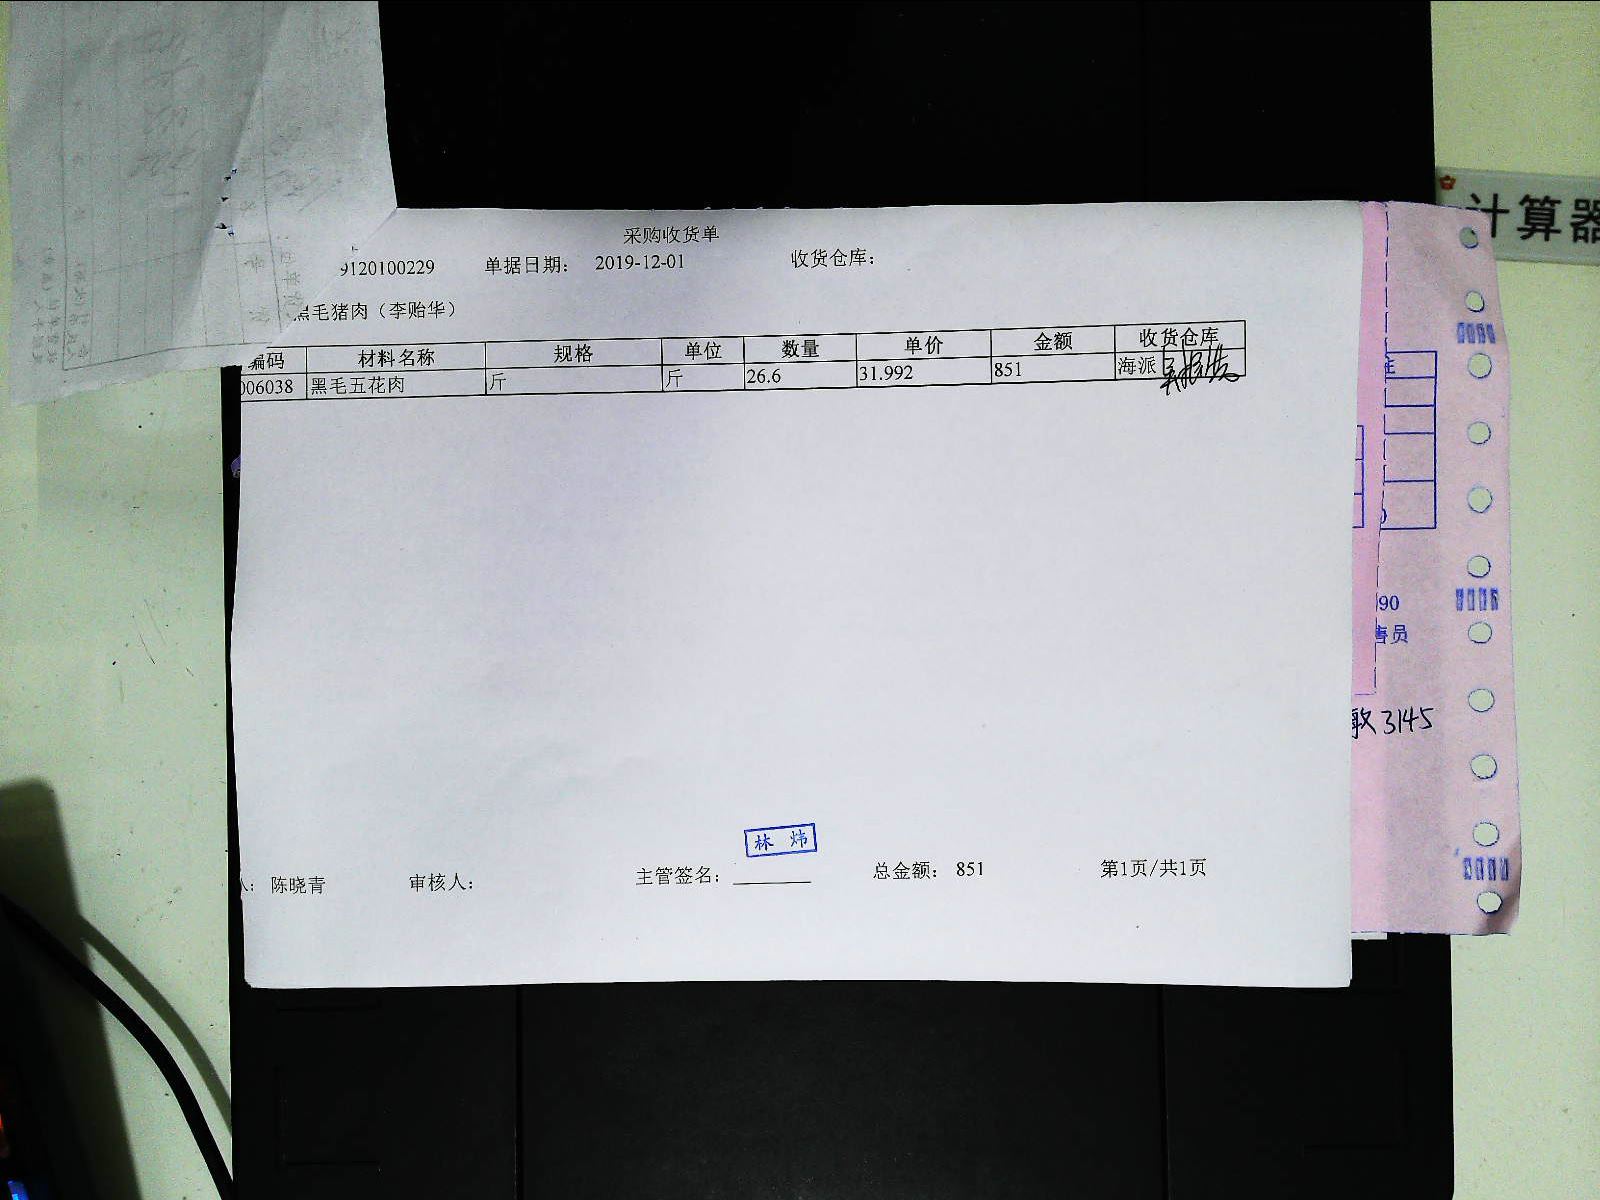 采购收货单
9120100229 单据日期: 2019-12-01 收货仓库:
黑毛猪肉（李贻华）
编码 材料名称 规格 单位 数量 单价 金额 收货仓库
006038 黑毛五花肉 斤 斤 26.6 31.992 851 海派
林 炜
陈晓青 审核人: 主管签名: 总金额: 851 第1页/共1页
计算器
90
售员
敏 3145